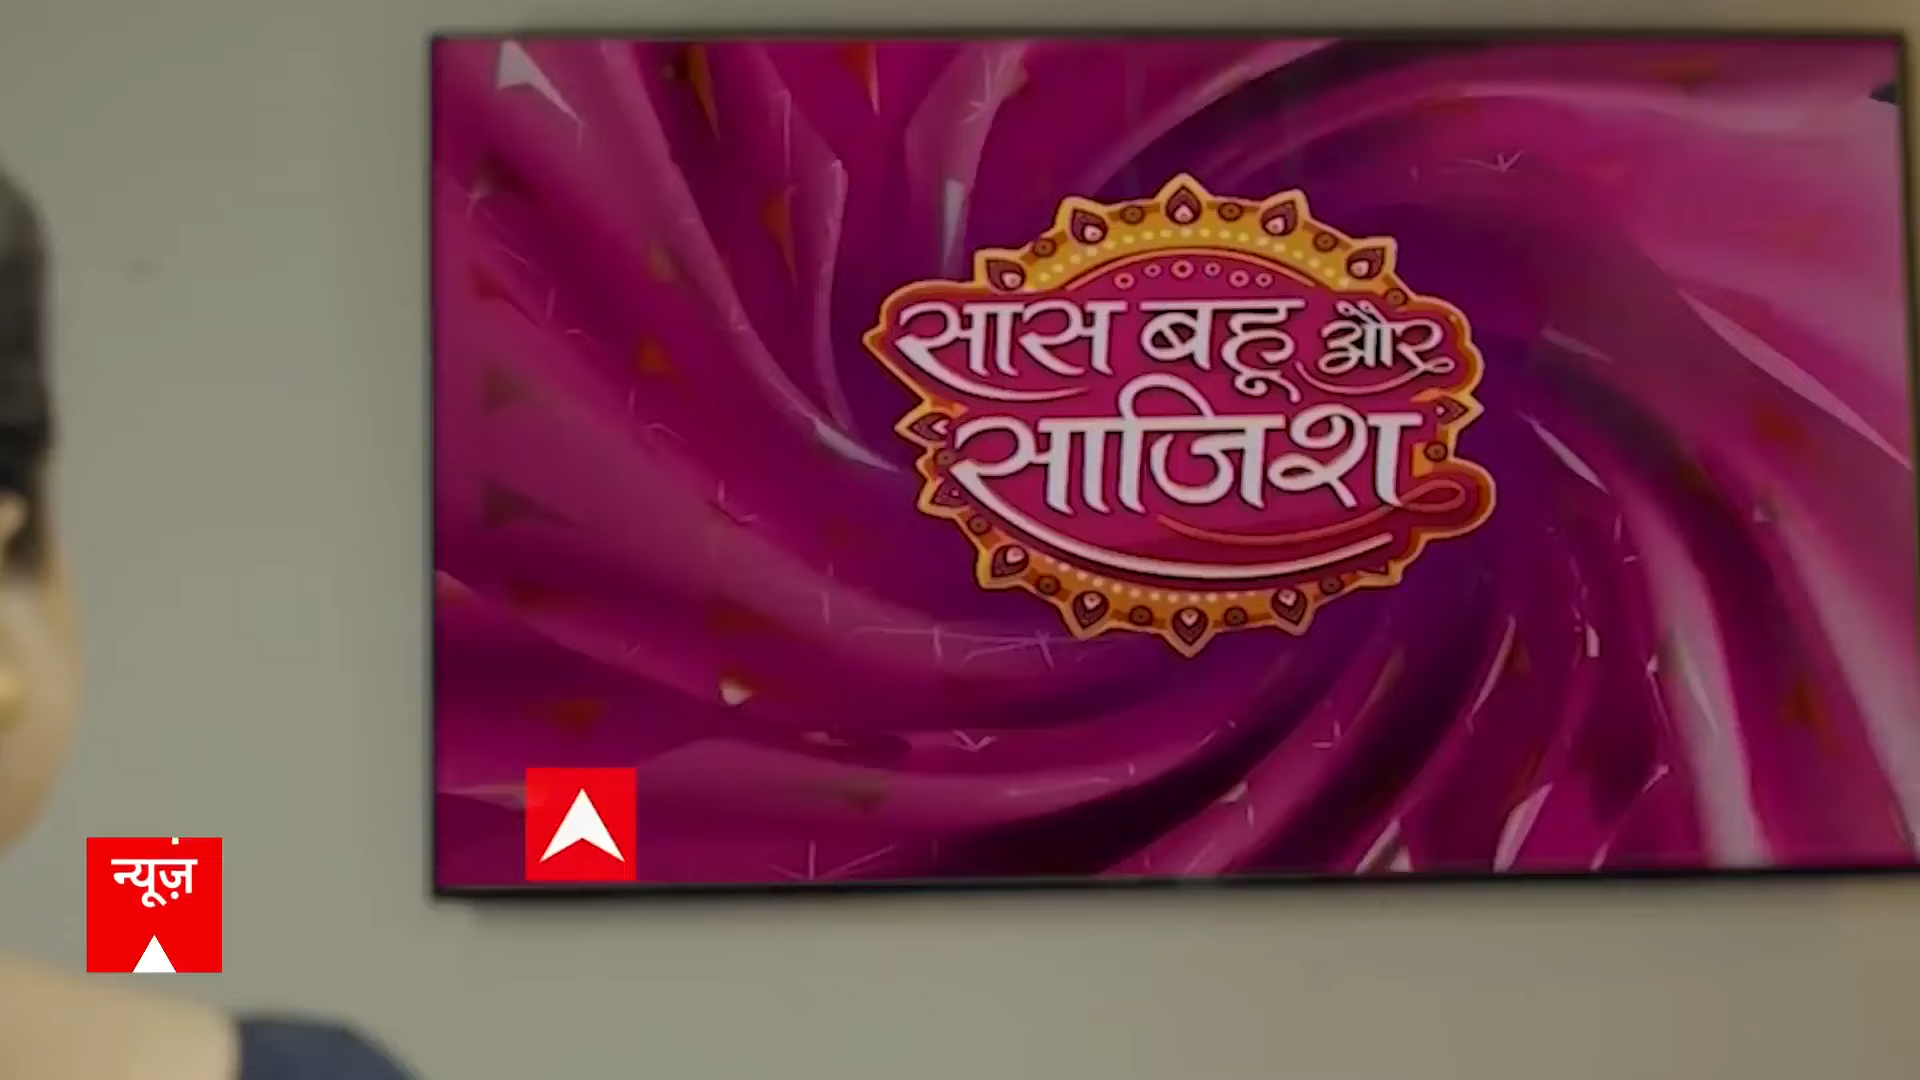 सास बहू और
साजिश
न्यूज़